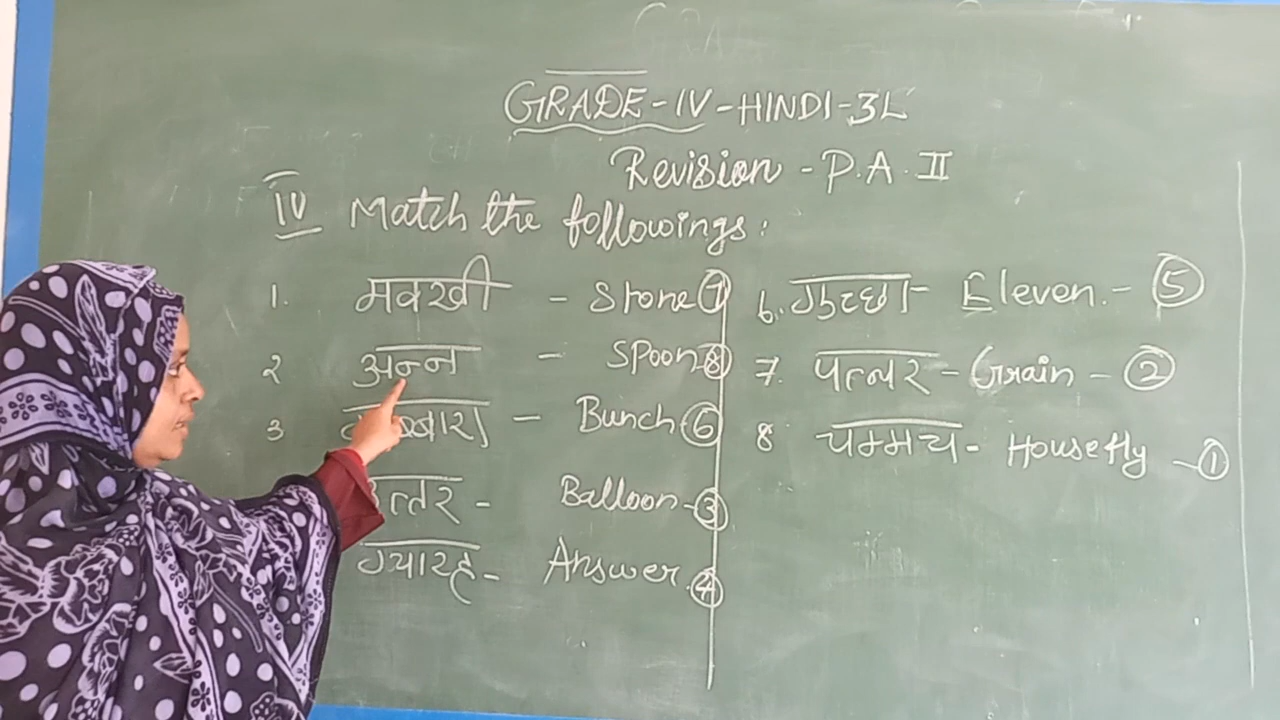 GRADE-IV-HINDI-3L
Revision - P.A. II
IV Match the followings:
1. मक्खी - Stone 7
2 अन्न - Spoon 8
3 - Bunch 6
उत्तर - Balloon - 3
ग्यारह - Answer. 4
6. गुच्छा - Eleven. - 5
7. पत्थर - Grain - 2
8 चम्मच - Housefly - 1